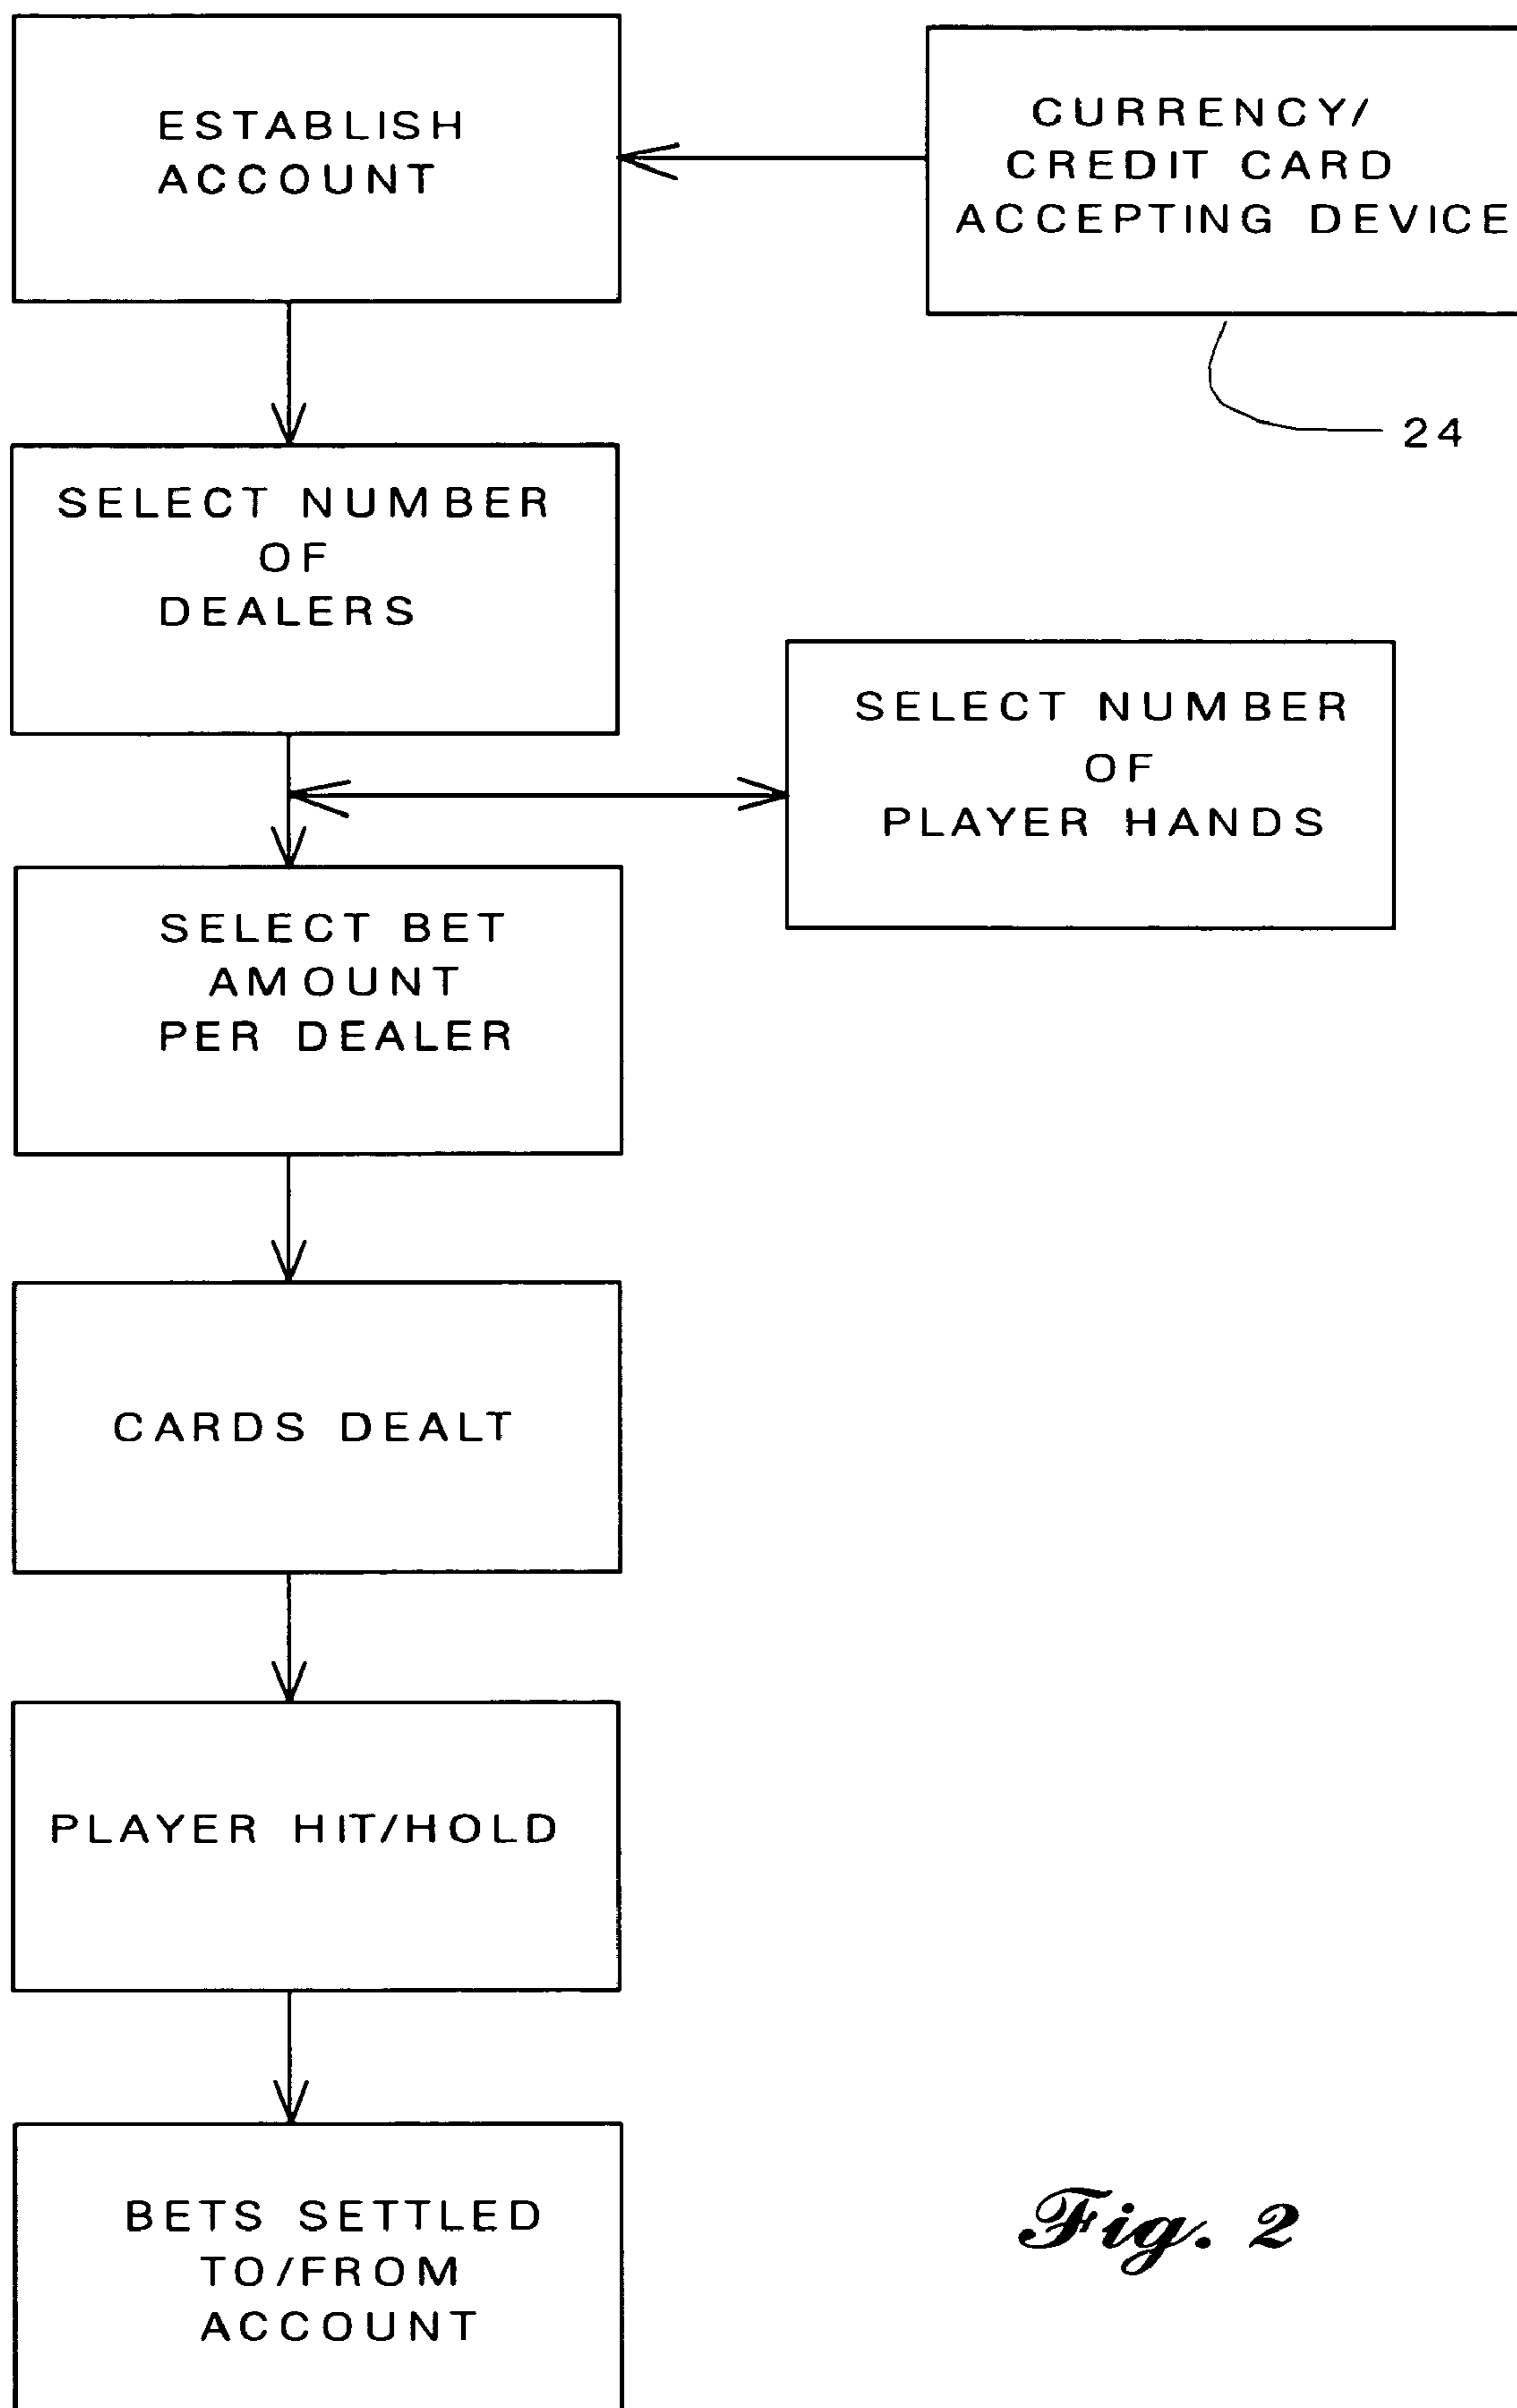 ESTABLISH
ACCOUNT
CURRENCY/
CREDIT CARD
ACCEPTING DEVICE
24
SELECT NUMBER
OF
DEALERS
SELECT NUMBER
OF
PLAYER HANDS
SELECT BET
AMOUNT
PER DEALER
CARDS DEALT
PLAYER HIT/HOLD
BETS SETTLED
TO/FROM
ACCOUNT
Fig. 2